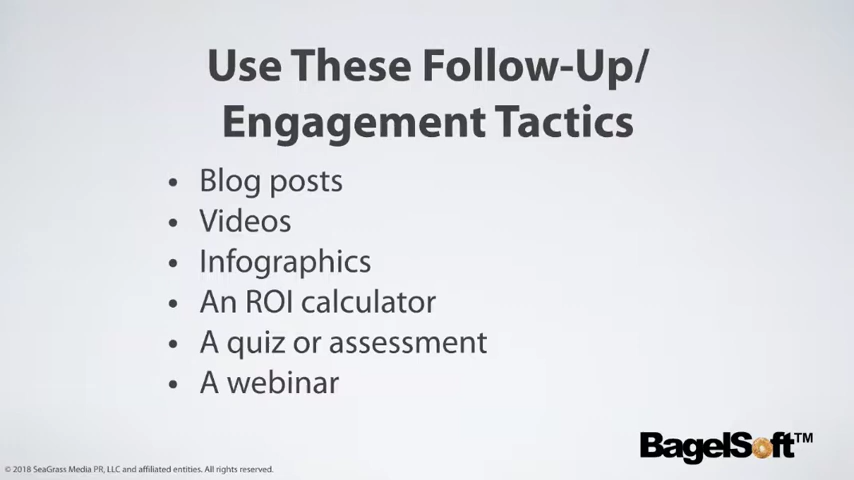 Use These Follow-Up/
Engagement Tactics
• Blog posts
• Videos
• Infographics
• An ROI calculator
• A quiz or assessment
• A webinar
BagelSoft™
© 2018 SeaGrass Media PR, LLC and affiliated entities. All rights reserved.